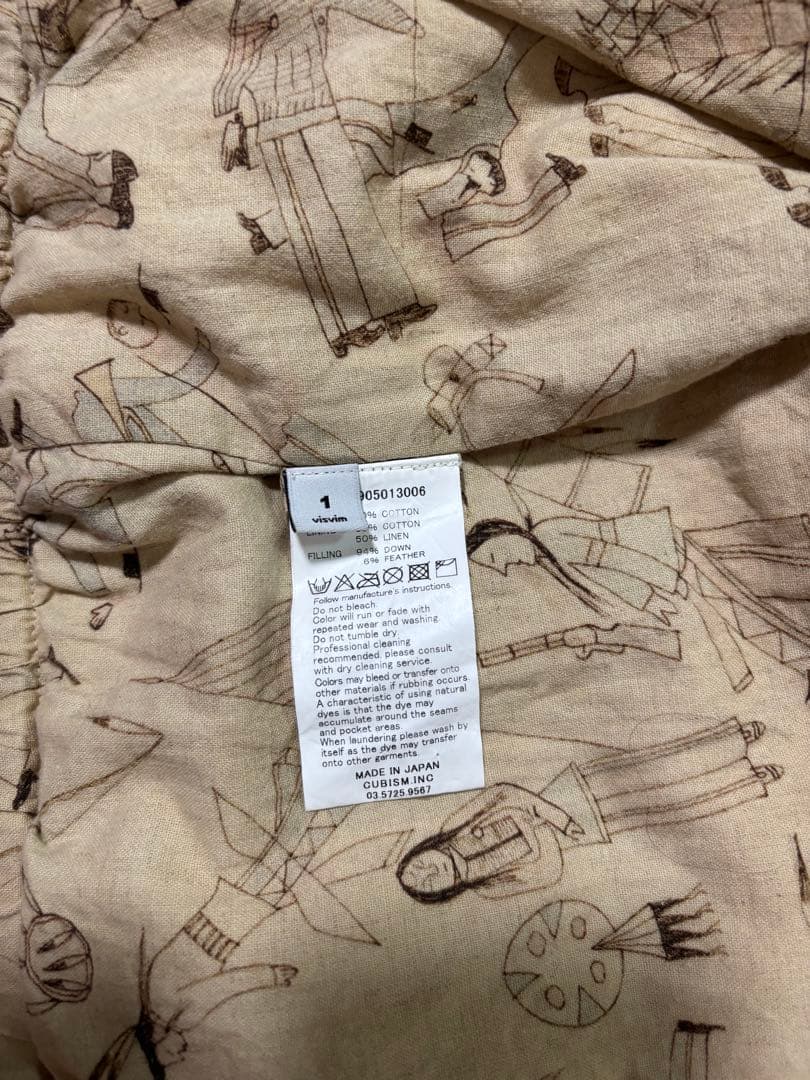 1
visvim
905013006
% COTTON
% COTTON
50% LINEN
FILLING 94% DOWN
6% FEATHER
Follow manufacture's instructions.
Do not bleach.
Color will run or fade with
repeated wear and washing.
Do not tumble dry.
Professional cleaning
recommended, please consult
with dry cleaning service.
Colors may bleed or transfer onto
other materials if rubbing occurs.
A characteristic of using natural
dyes is that the dye may
accumulate around the seams
and pocket areas.
When laundering please wash by
itself as the dye may transfer
onto other garments.
MADE IN JAPAN
CUBISM.INC
03.5725.9567